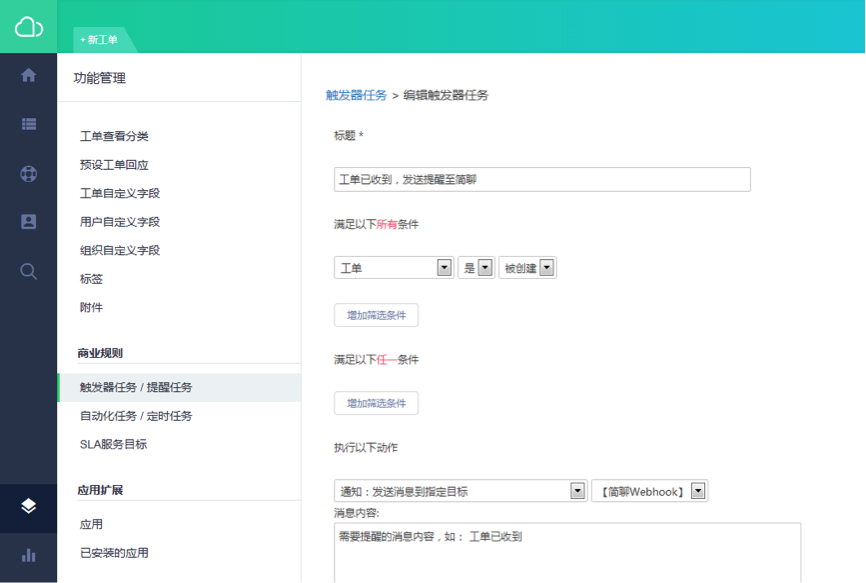 + 新工单
功能管理
工单查看分类
预设工单回应
工单自定义字段
用户自定义字段
组织自定义字段
标签
附件
商业规则
触发器任务 / 提醒任务
自动化任务 / 定时任务
SLA服务目标
应用扩展
应用
已安装的应用
触发器任务 > 编辑触发器任务
标题 *
工单已收到，发送提醒至简聊
满足以下所有条件
工单 是 被创建
增加筛选条件
满足以下任一条件
增加筛选条件
执行以下动作
通知：发送消息到指定目标 【简聊Webhook】
消息内容:
需要提醒的消息内容，如： 工单已收到